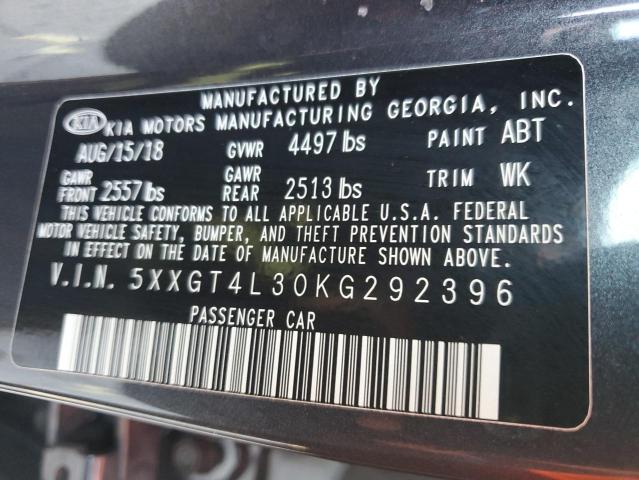 MANUFACTURED BY
KIA KIA MOTORS MANUFACTURING GEORGIA, INC.
AUG/15/18 GVWR 4497 lbs PAINT ABT
GAWR FRONT 2557 lbs GAWR REAR 2513 lbs TRIM WK
THIS VEHICLE CONFORMS TO ALL APPLICABLE U.S.A. FEDERAL
MOTOR VEHICLE SAFETY, BUMPER, AND THEFT PREVENTION STANDARDS
IN EFFECT ON THE DATE OF MANUFACTURE SHOWN ABOVE.
V.I.N. 5XXGT4L30KG292396
PASSENGER CAR